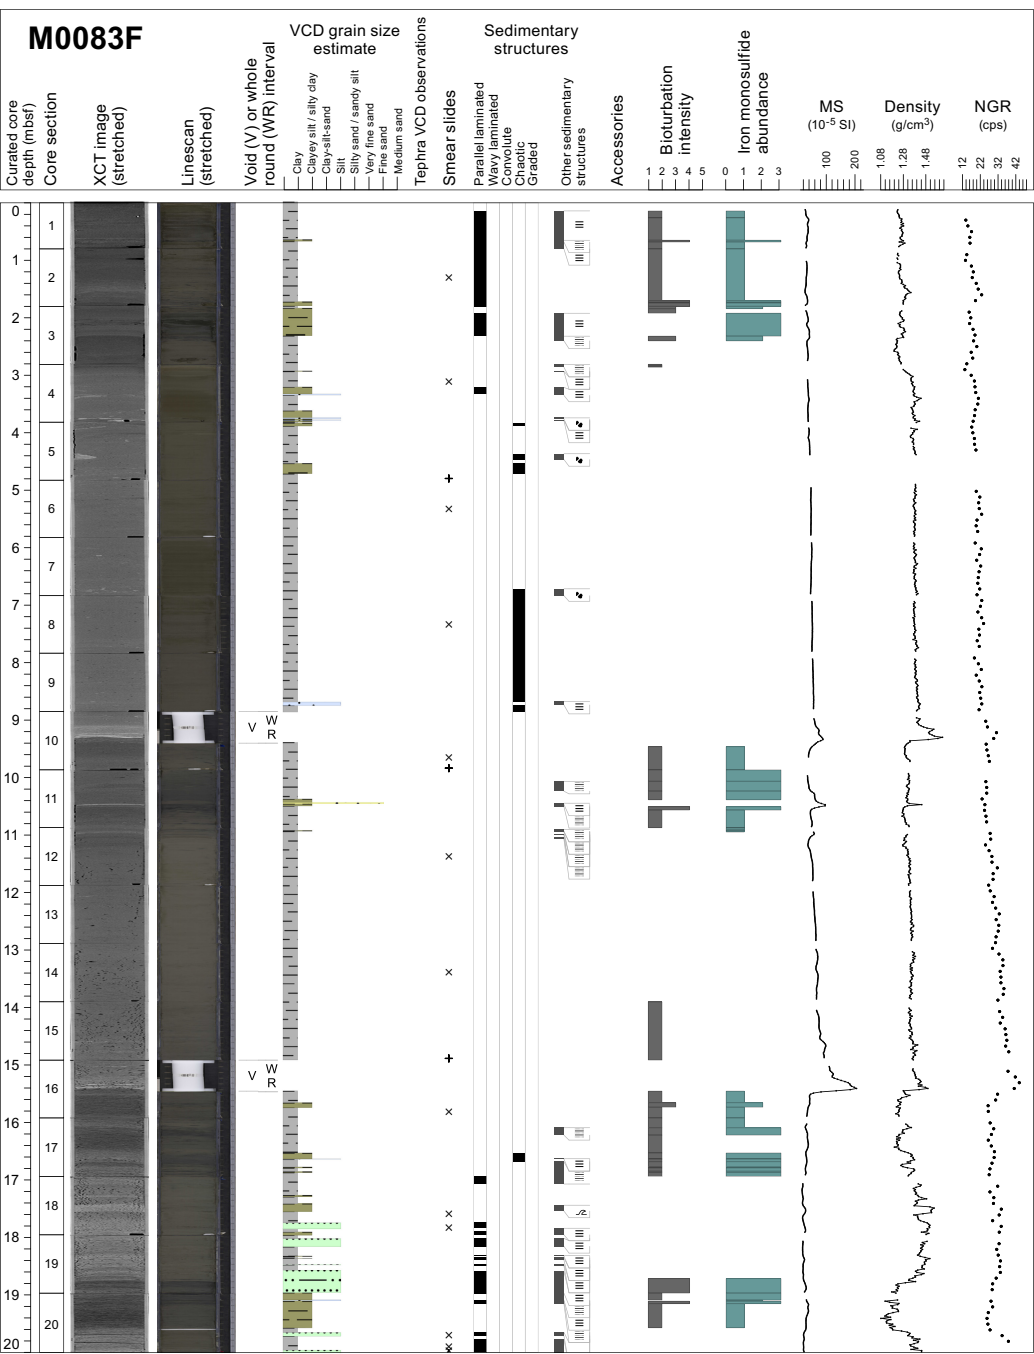 M0083F
Curated core
depth (mbsf)
Core section
XCT image
(stretched)
Linescan
(stretched)
Void (V) or whole
round (WR) interval
VCD grain size
estimate
Clay
Clayey silt / silty clay
Clay-silt-sand
Silt
Silty sand / sandy silt
Very fine sand
Fine sand
Medium sand
Tephra VCD observations
Smear slides
Sedimentary
structures
Parallel laminated
Wavy laminated
Convolute
Chaotic
Graded
Other sedimentary
structures
Accessories
Bioturbation
intensity
1 2 3 4 5
Iron monosulfide
abundance
0 1 2 3
MS
(10-5 SI)
100 200
Density
(g/cm3)
1.08 1.28 1.48
NGR
(cps)
12 22 32 42
0
1
1
2
2
3
3
4
4
5
5
6
6
7
7
8
8
9
9
10
V W
R
10
11
11
12
12
13
13
14
14
15
15
16
V W
R
16
17
17
18
18
19
19
20
20